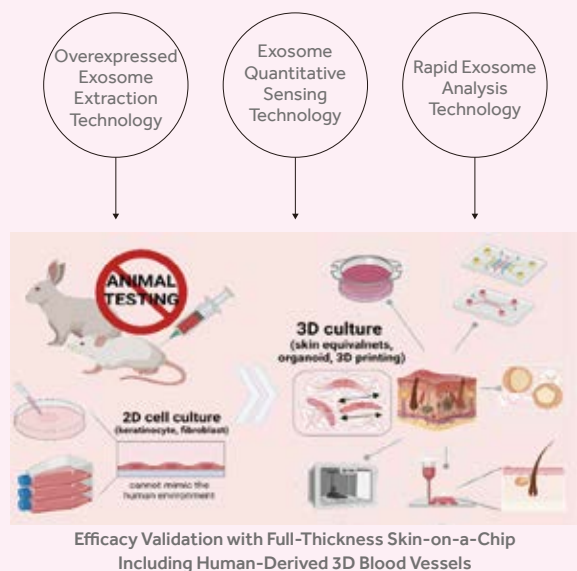 Overexpressed
Exosome
Extraction
Technology
Exosome
Quantitative
Sensing
Technology
Rapid Exosome
Analysis
Technology
ANIMAL
TESTING
2D cell culture
(keratinocyte, fibroblast)
cannot mimic the
human environment
3D culture
(skin equivalnets,
organoid, 3D printing)
Efficacy Validation with Full-Thickness Skin-on-a-Chip
Including Human-Derived 3D Blood Vessels